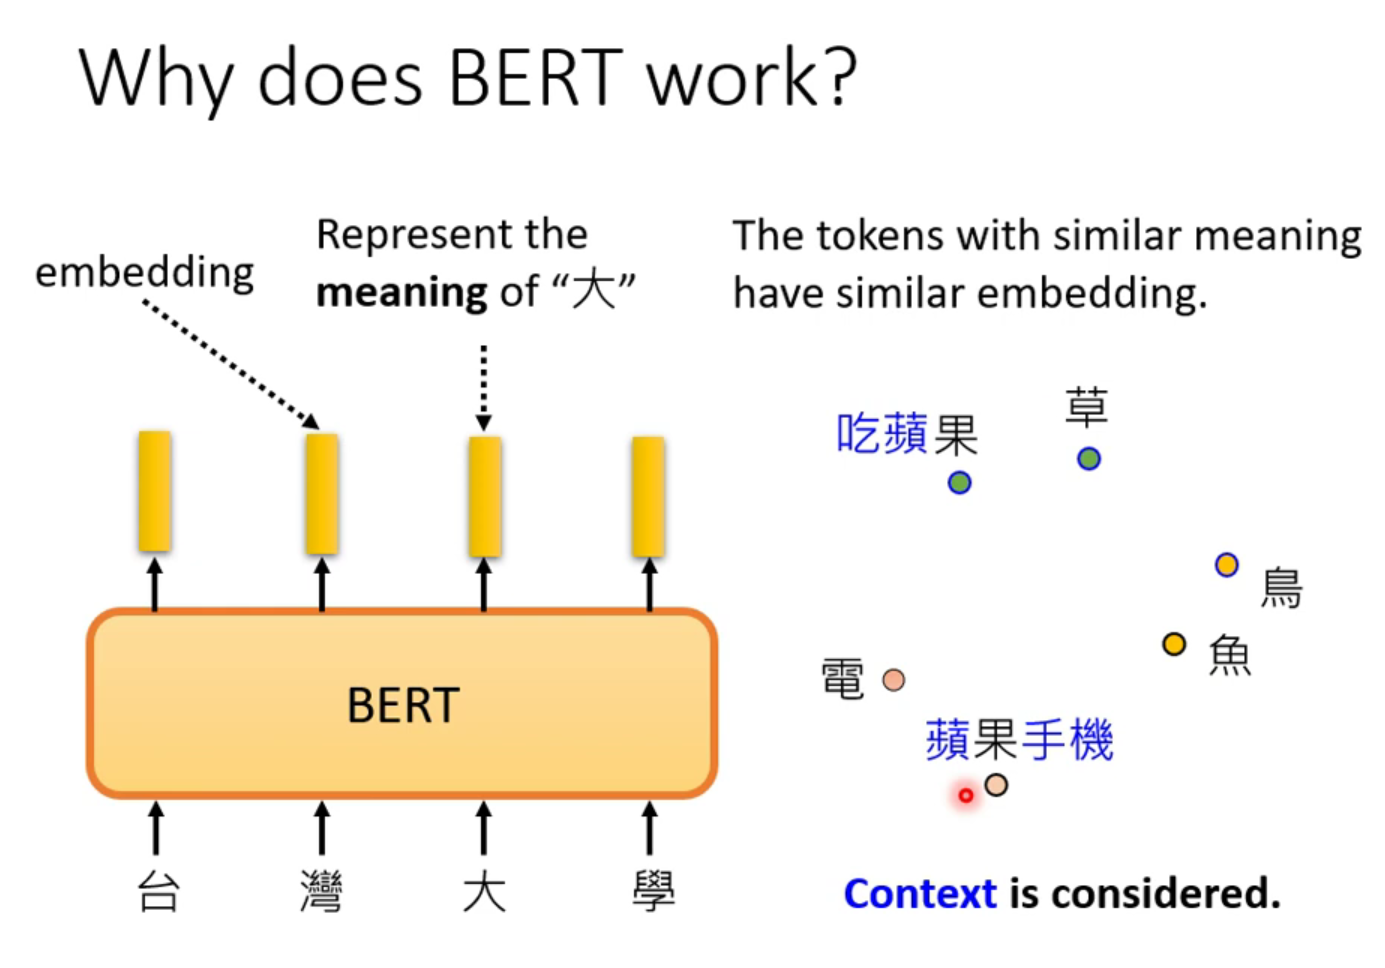 Why does BERT work?
embedding
Represent the
meaning of “大”
The tokens with similar meaning
have similar embedding.
吃蘋果
草
鳥
魚
電
蘋果手機
BERT
台 灣 大 學
Context is considered.